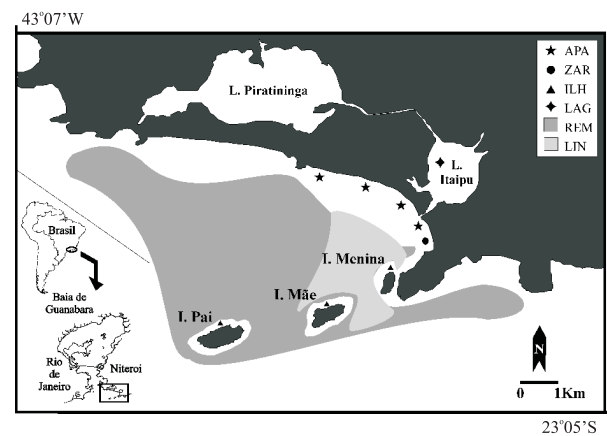 43°07'W
APA
ZAR
ILH
LAG
REM
LIN
L. Piratininga
L.
Itaipu
I. Menina
I. Mãe
I. Pai
Brasil
Baia de
Guanabara
Rio
de
Janeiro
Niteroi
N
0 1Km
23°05'S